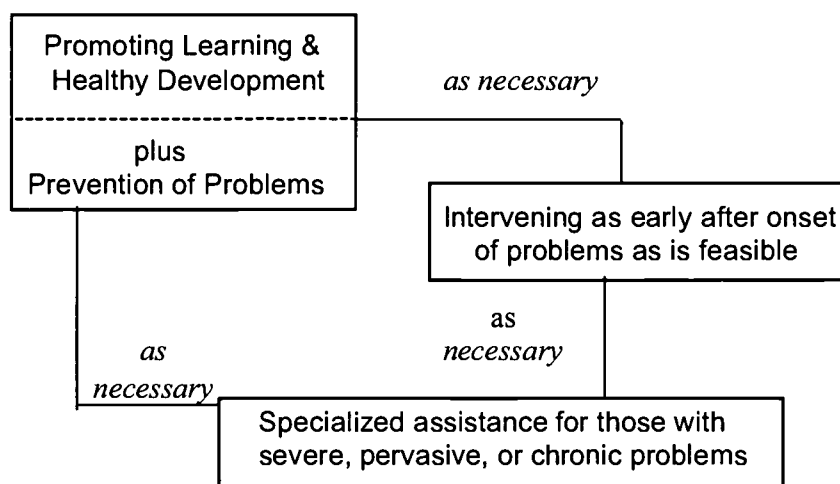 Promoting Learning &
Healthy Development
as necessary
plus
Prevention of Problems
Intervening as early after onset
of problems as is feasible
as
necessary
as
necessary
Specialized assistance for those with
severe, pervasive, or chronic problems